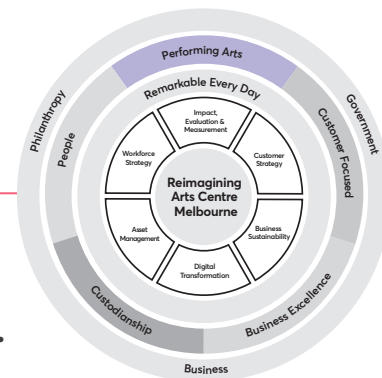 Performing Arts
Philanthropy
Government
Remarkable Every Day
People
Customer Focused
Impact,
Evaluation &
Measurement
Workforce
Strategy
Customer
Strategy
Reimagining
Arts Centre
Melbourne
Asset
Management
Business
Sustainability
Digital
Transformation
Custodianship
Business Excellence
Business